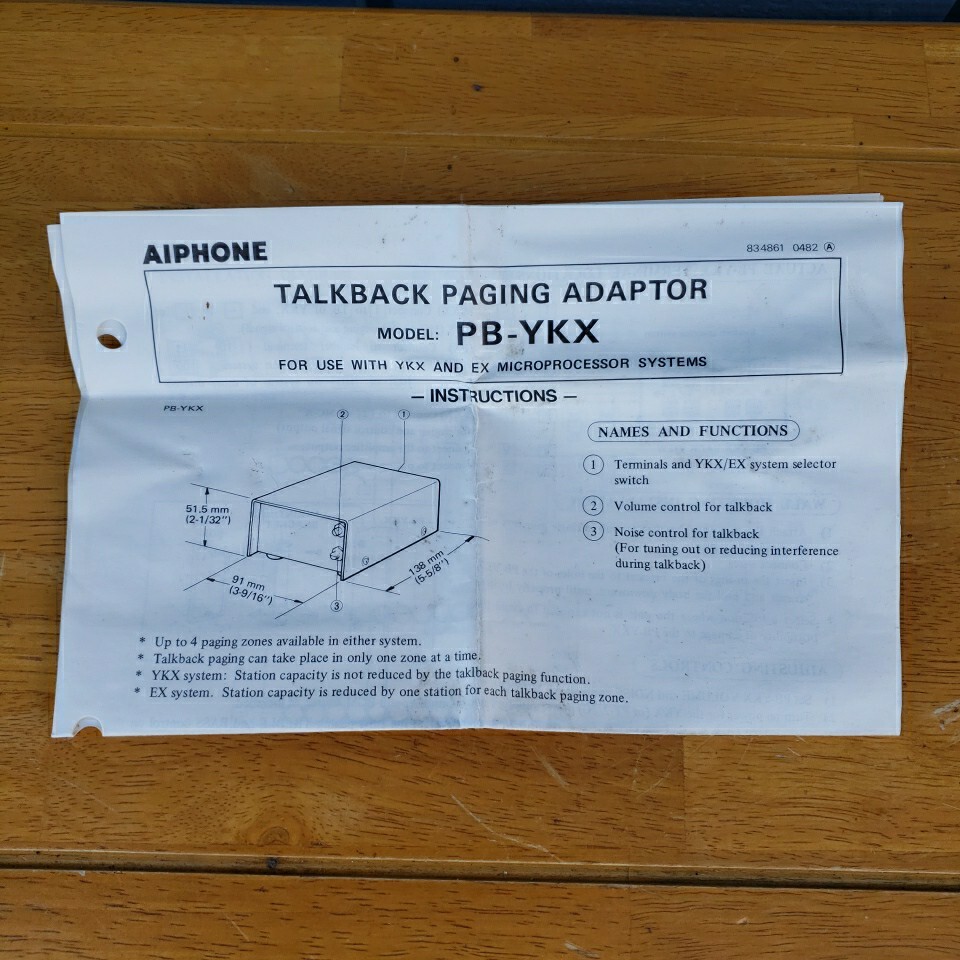 AIPHONE
834861 0482 Ⓐ
TALKBACK PAGING ADAPTOR
MODEL: PB-YKX
FOR USE WITH YKX AND EX MICROPROCESSOR SYSTEMS
— INSTRUCTIONS —
PB-YKX
② ①
51.5 mm
(2-1/32")
91 mm
(3-9/16")
138 mm
(5-5/8")
③
NAMES AND FUNCTIONS
① Terminals and YKX/EX system selector
switch
② Volume control for talkback
③ Noise control for talkback
(For tuning out or reducing interference
during talkback)
* Up to 4 paging zones available in either system.
* Talkback paging can take place in only one zone at a time.
* YKX system: Station capacity is not reduced by the taklback paging function.
* EX system. Station capacity is reduced by one station for each talkback paging zone.